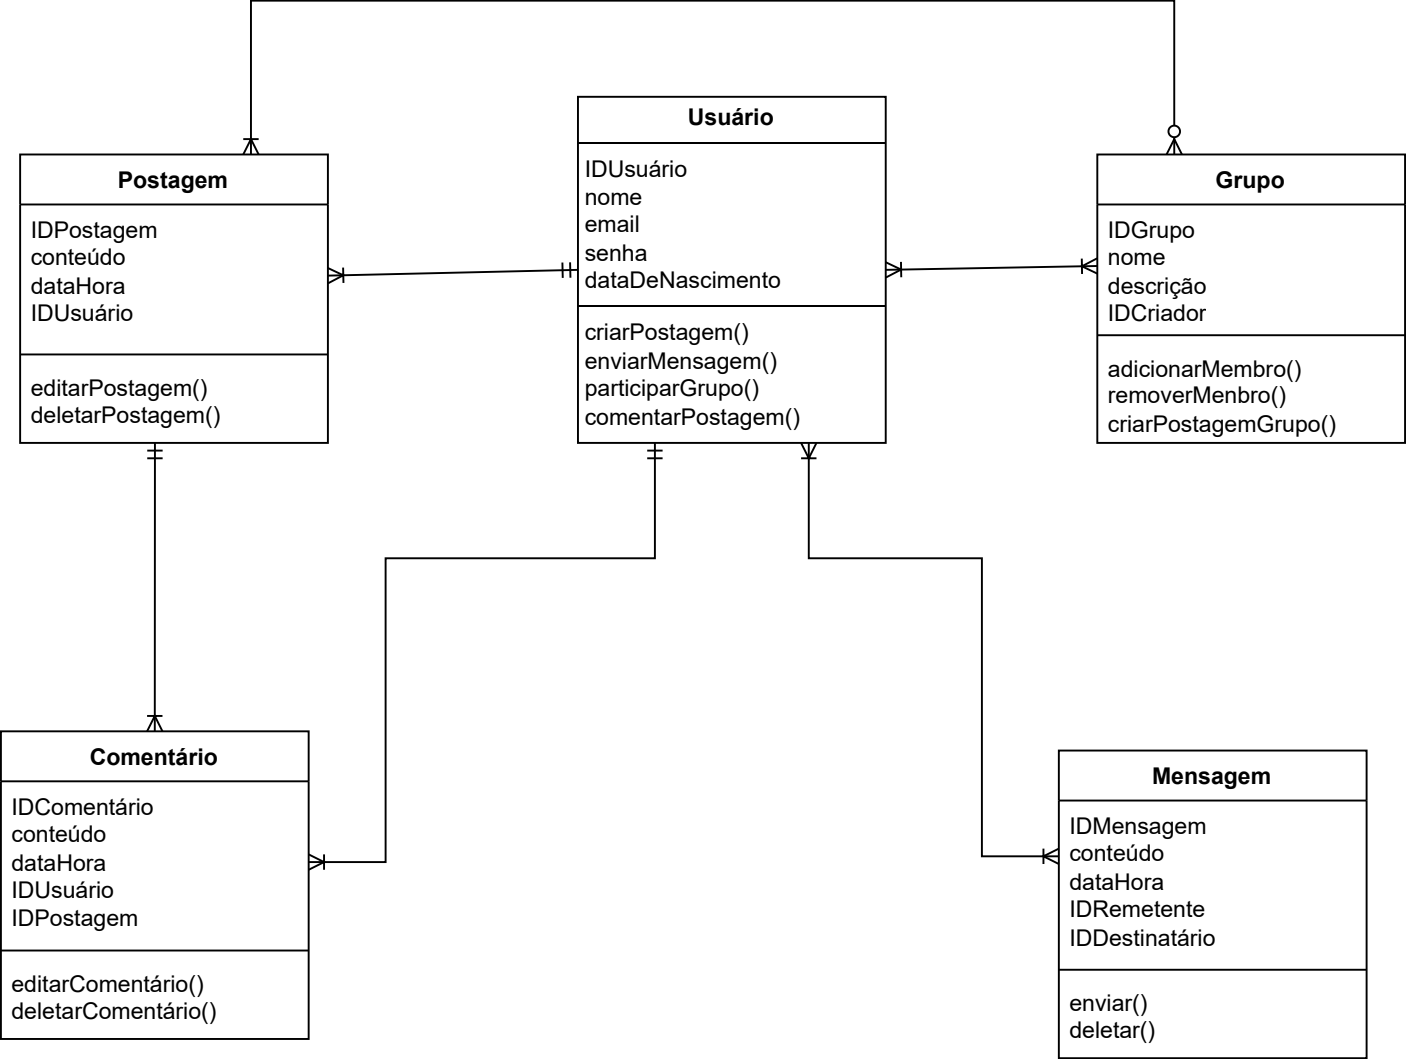 Usuário
IDUsuário
nome
email
senha
dataDeNascimento
criarPostagem()
enviarMensagem()
participarGrupo()
comentarPostagem()
Postagem
IDPostagem
conteúdo
dataHora
IDUsuário
editarPostagem()
deletarPostagem()
Grupo
IDGrupo
nome
descrição
IDCriador
adicionarMembro()
removerMenbro()
criarPostagemGrupo()
Comentário
IDComentário
conteúdo
dataHora
IDUsuário
IDPostagem
editarComentário()
deletarComentário()
Mensagem
IDMensagem
conteúdo
dataHora
IDRemetente
IDDestinatário
enviar()
deletar()